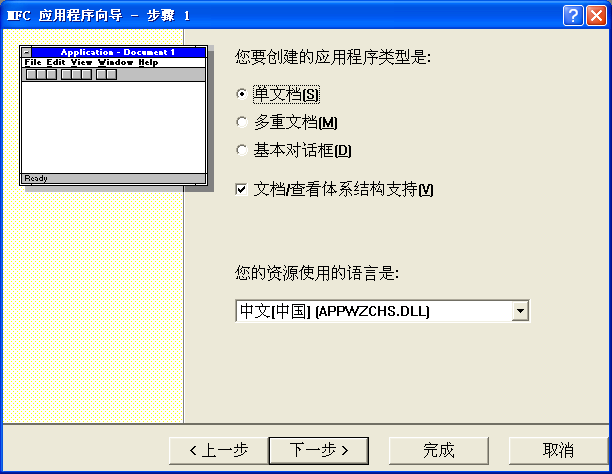 MFC 应用程序向导 - 步骤 1
Application - Document 1
File Edit View Window Help
Ready
您要创建的应用程序类型是:
单文档(S)
多重文档(M)
基本对话框(D)
文档/查看体系结构支持(V)
您的资源使用的语言是:
中文[中国] (APPWZCHS.DLL)
< 上一步
下一步 >
完成
取消